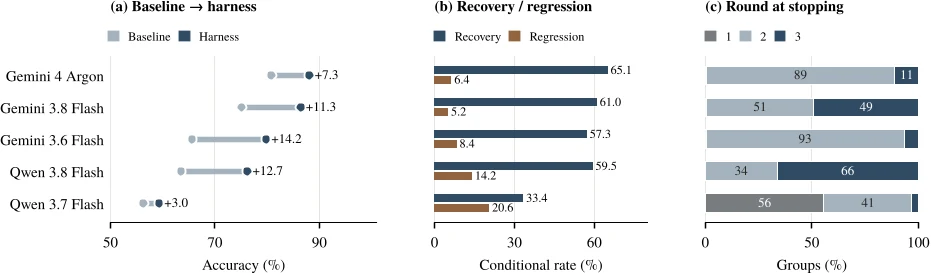 (a) Baseline → harness
Baseline Harness
Gemini 4 Argon
Gemini 3.8 Flash
Gemini 3.6 Flash
Qwen 3.8 Flash
Qwen 3.7 Flash
+7.3
+11.3
+14.2
+12.7
+3.0
50 70 90
Accuracy (%)
(b) Recovery / regression
Recovery Regression
65.1
6.4
61.0
5.2
57.3
8.4
59.5
14.2
33.4
20.6
0 30 60
Conditional rate (%)
(c) Round at stopping
1 2 3
89 11
51 49
93
34 66
56 41
0 50 100
Groups (%)